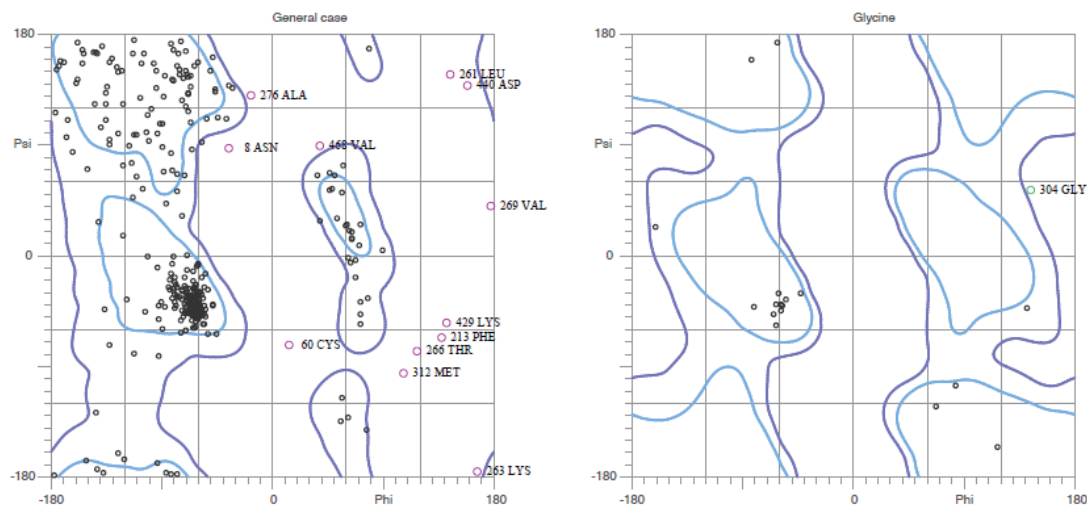 General case
Glycine
180
180
261 LEU
440 ASP
276 ALA
Psi
8 ASN
468 VAL
Psi
304 GLY
269 VAL
0
0
429 LYS
60 CYS
213 PHE
266 THR
312 MET
263 LYS
-180
-180
-180
0
Phi
180
-180
0
Phi
180